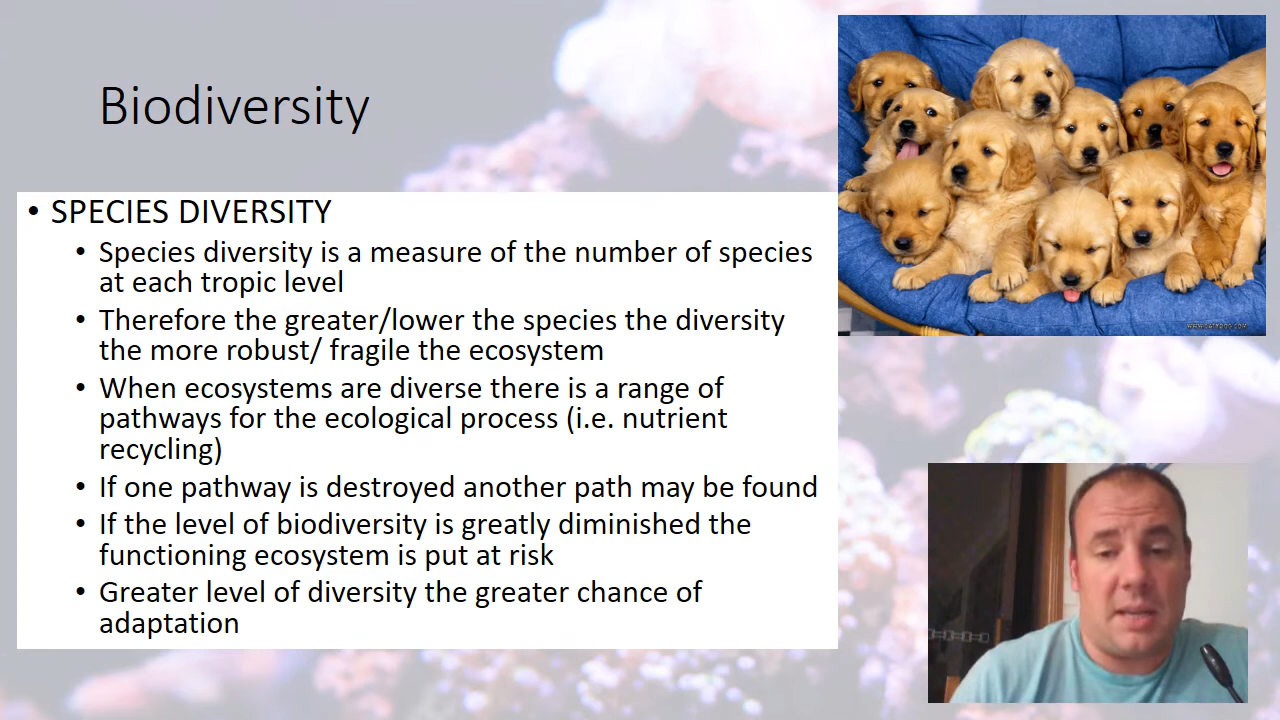 Biodiversity
• SPECIES DIVERSITY
• Species diversity is a measure of the number of species
at each tropic level
• Therefore the greater/lower the species the diversity
the more robust/ fragile the ecosystem
• When ecosystems are diverse there is a range of
pathways for the ecological process (i.e. nutrient
recycling)
• If one pathway is destroyed another path may be found
• If the level of biodiversity is greatly diminished the
functioning ecosystem is put at risk
• Greater level of diversity the greater chance of
adaptation